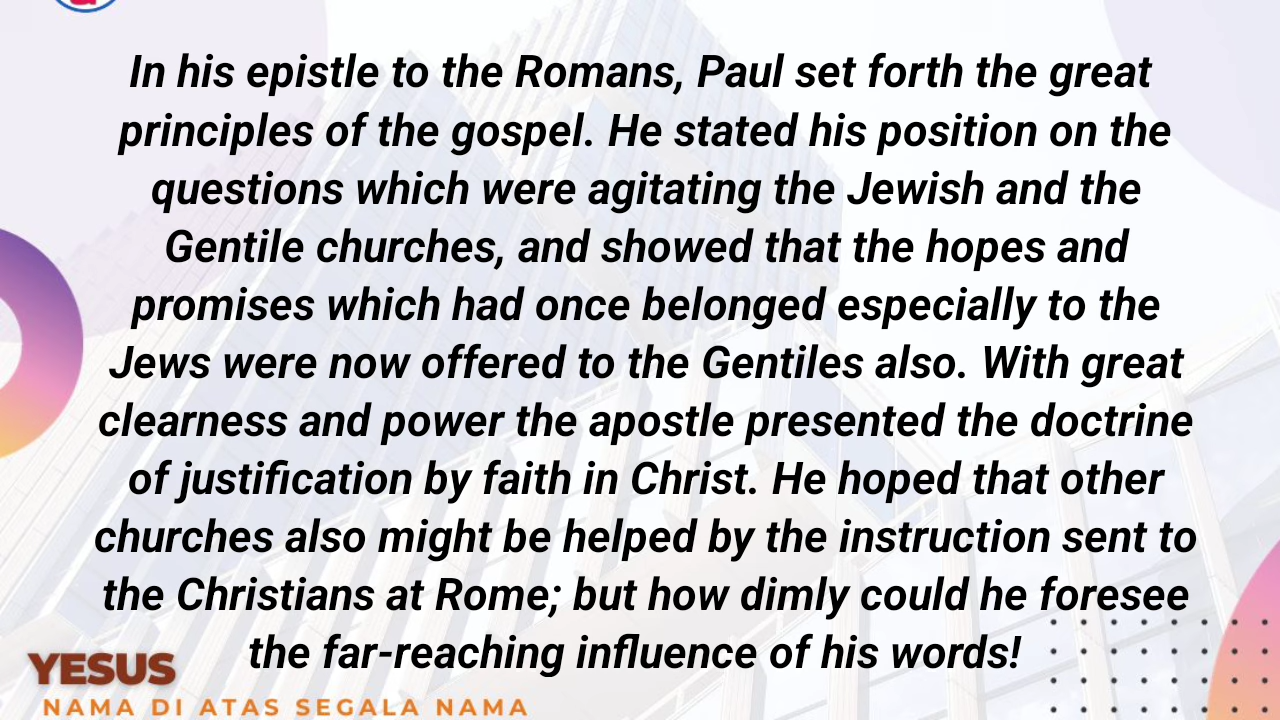 In his epistle to the Romans, Paul set forth the great
principles of the gospel. He stated his position on the
questions which were agitating the Jewish and the
Gentile churches, and showed that the hopes and
promises which had once belonged especially to the
Jews were now offered to the Gentiles also. With great
clearness and power the apostle presented the doctrine
of justification by faith in Christ. He hoped that other
churches also might be helped by the instruction sent to
the Christians at Rome; but how dimly could he foresee
the far-reaching influence of his words!
YESUS
NAMA DI ATAS SEGALA NAMA